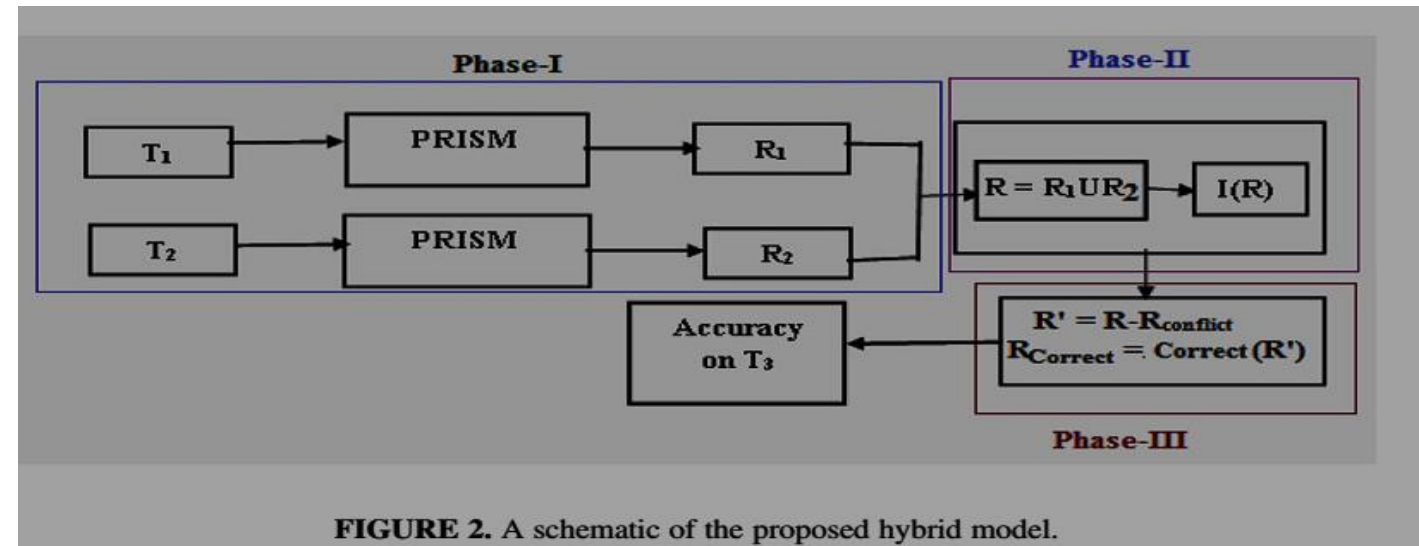 Phase-I
Phase-II
T₁
PRISM
R₁
R = R₁UR₂
I(R)
T₂
PRISM
R₂
Accuracy
on T₃
R' = R-Rconflict
RCorrect = Correct(R')
Phase-III
FIGURE 2. A schematic of the proposed hybrid model.